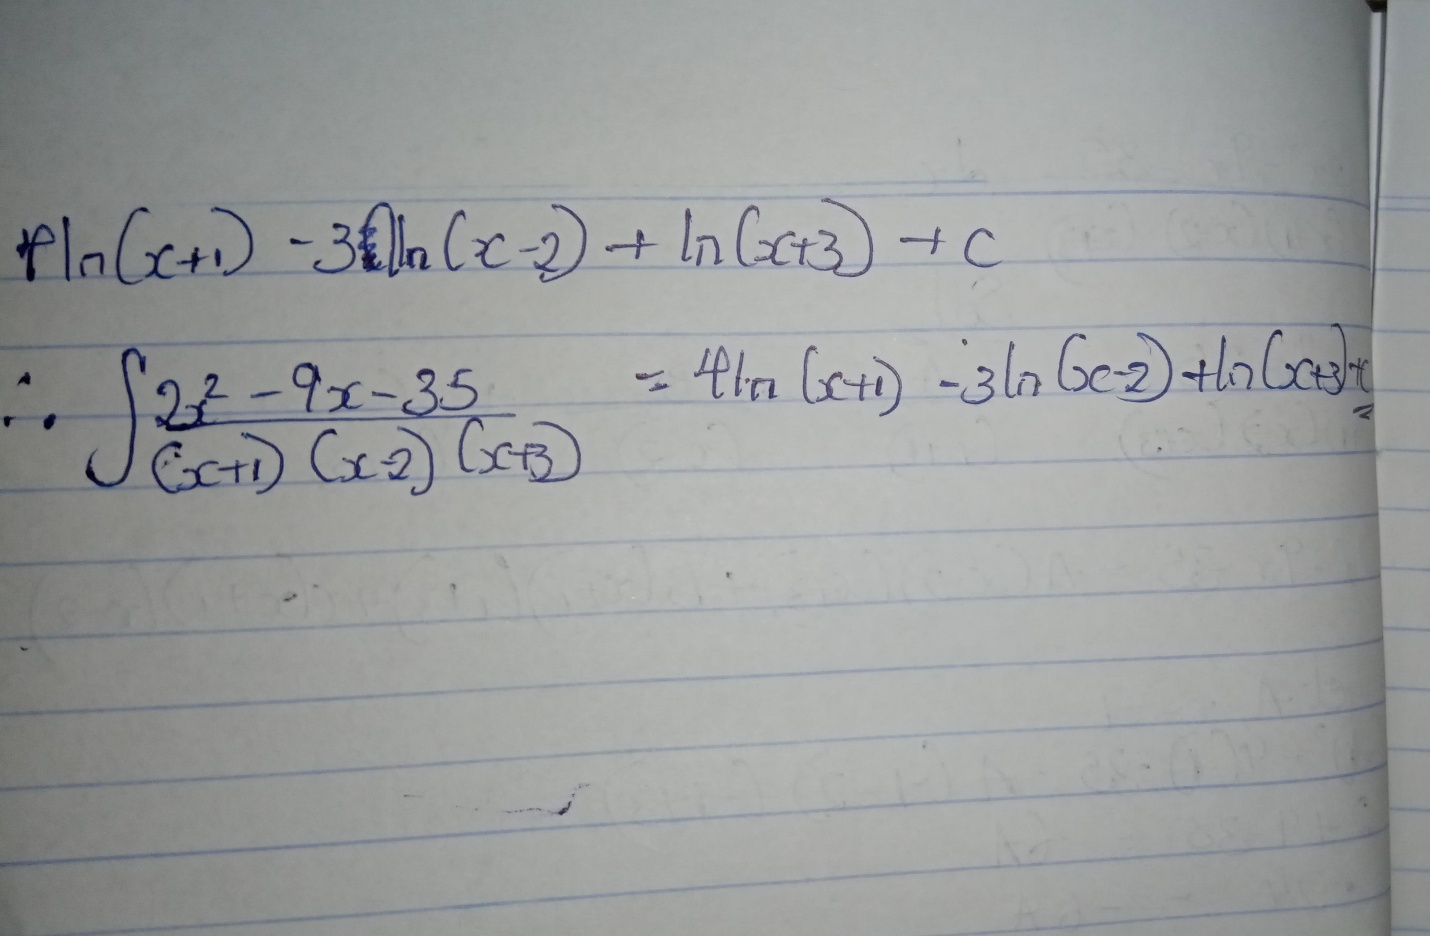 4ln(x+1) - 3ln(x-2) + ln(x+3) + C
∴ ∫ (2x² - 9x - 35)/((x+1)(x-2)(x+3)) = 4ln(x+1) - 3ln(x-2) + ln(x+3) + c